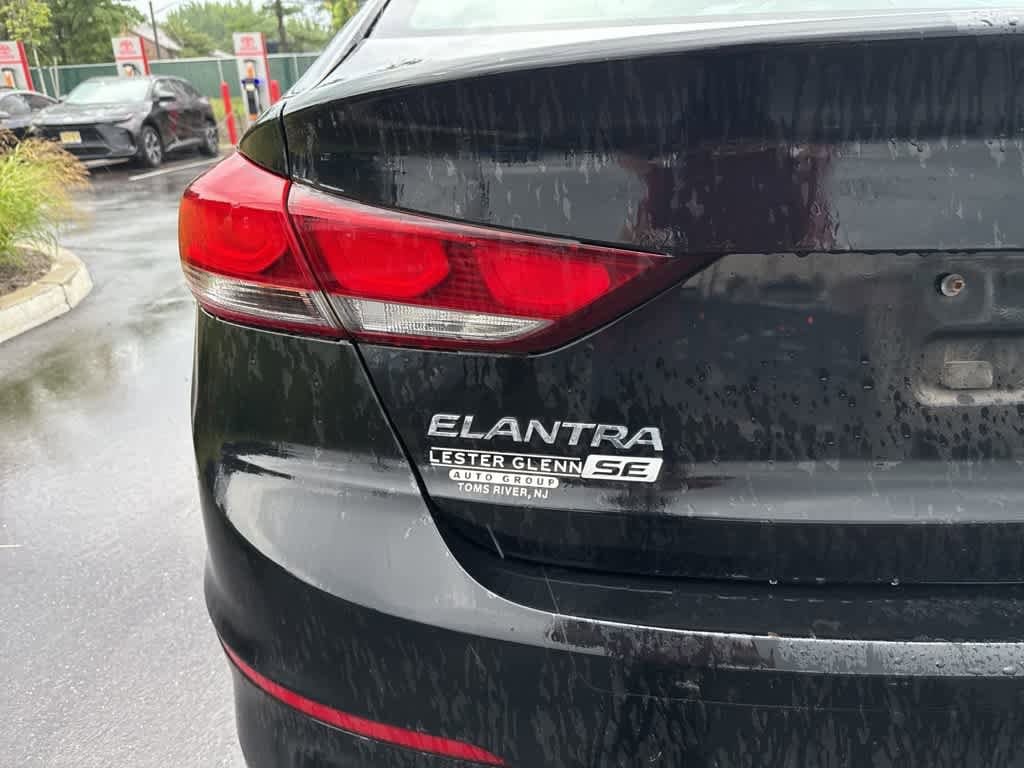 ELANTRA
LESTER GLENN SE
AUTO GROUP
TOMS RIVER, NJ